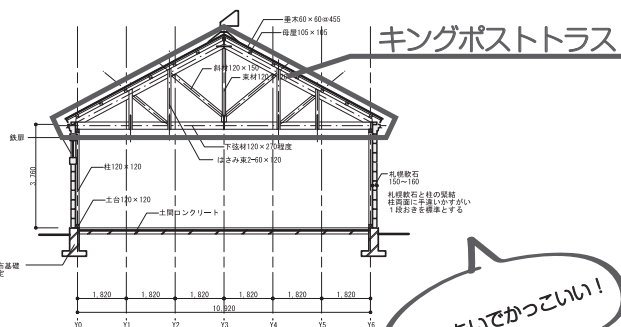 垂木60×60@455
母屋105×105
キングポストトラス
斜材120×150
束材120×120
下弦材120×270程度
はさみ束2-60×120
鉄扉
3,760
柱120×120
土台120×120
土間コンクリート
札幌軟石
150~160
札幌軟石と柱の緊結
柱両面に手違いかすがい
1段おきを標準とする
布基礎
定
1,820 1,820 1,820 1,820 1,820 1,820
10,920
Y0 Y1 Y2 Y3 Y4 Y5 Y6
いでかっこいい!